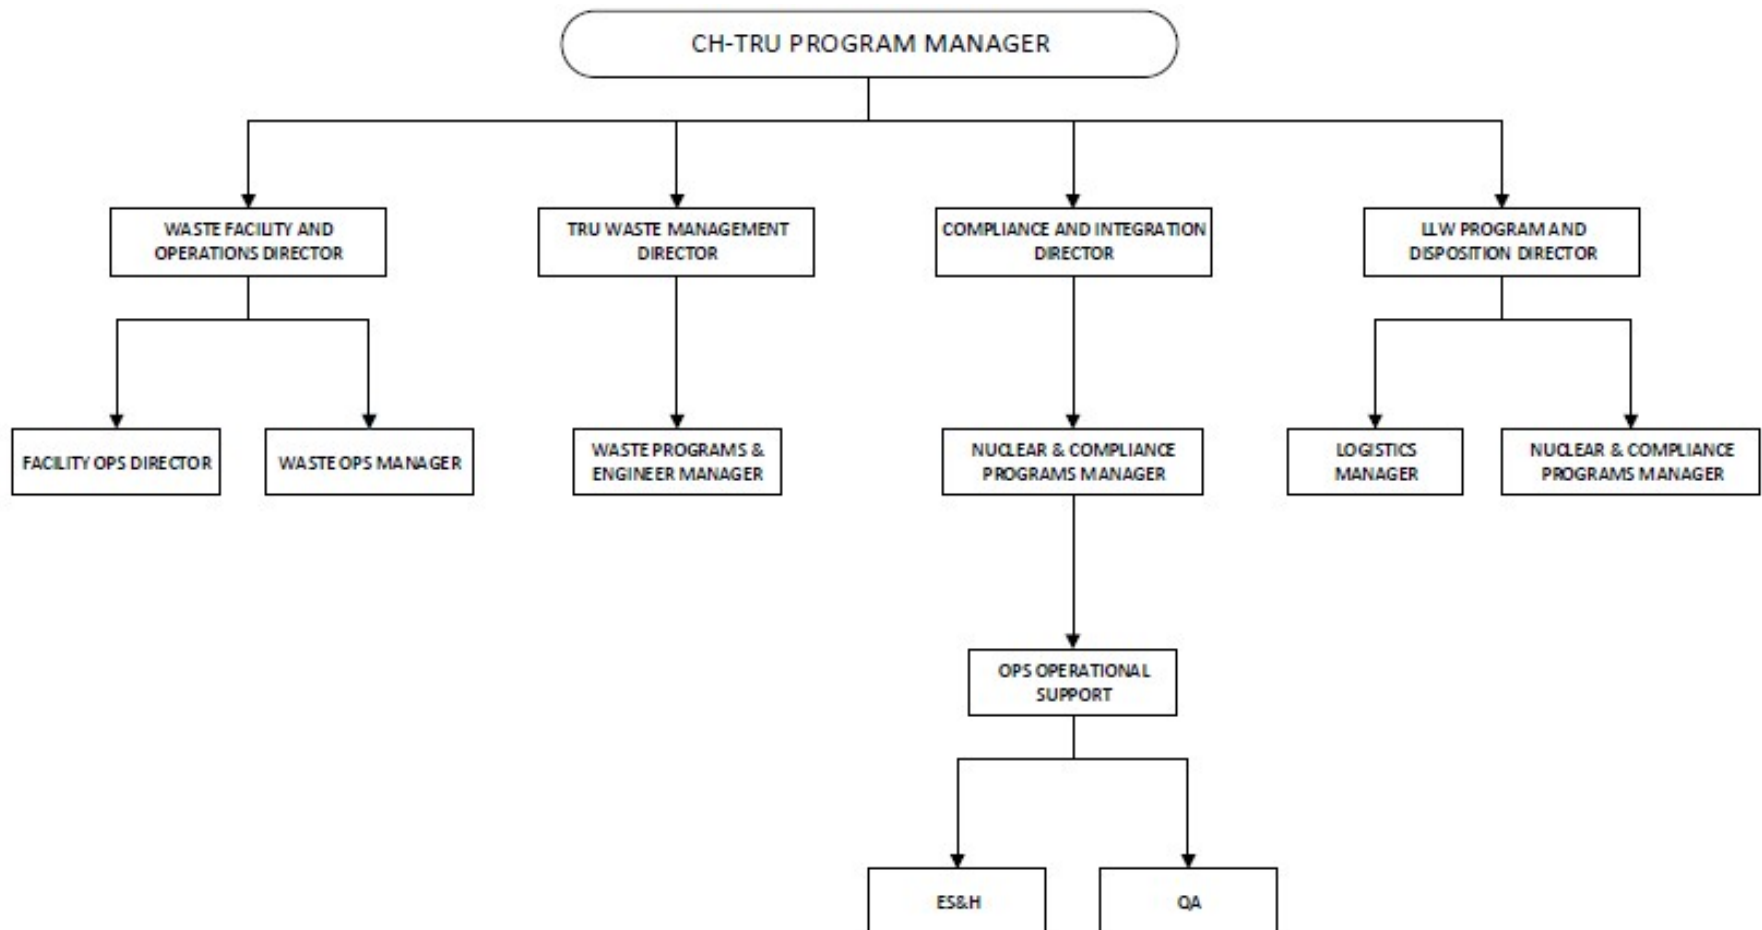 CH-TRU PROGRAM MANAGER
WASTE FACILITY AND
OPERATIONS DIRECTOR
TRU WASTE MANAGEMENT
DIRECTOR
COMPLIANCE AND INTEGRATION
DIRECTOR
LLW PROGRAM AND
DISPOSITION DIRECTOR
FACILITY OPS DIRECTOR
WASTE OPS MANAGER
WASTE PROGRAMS &
ENGINEER MANAGER
NUCLEAR & COMPLIANCE
PROGRAMS MANAGER
LOGISTICS
MANAGER
NUCLEAR & COMPLIANCE
PROGRAMS MANAGER
OPS OPERATIONAL
SUPPORT
ES&H
QA